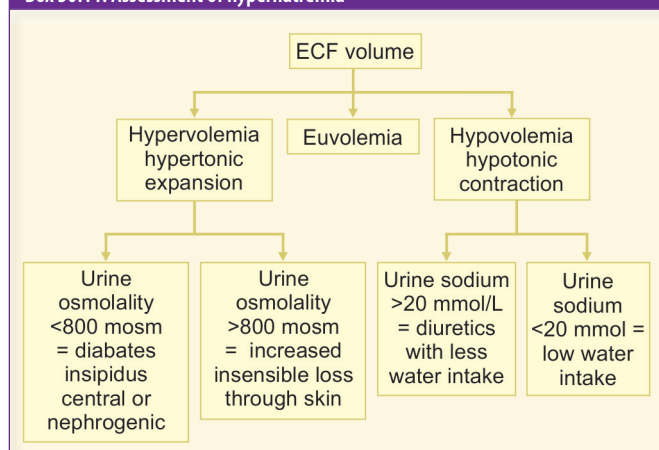 ECF volume
Hypervolemia
hypertonic
expansion
Euvolemia
Hypovolemia
hypotonic
contraction
Urine
osmolality
<800 mosm
= diabates
insipidus
central or
nephrogenic
Urine
osmolality
>800 mosm
= increased
insensible loss
through skin
Urine sodium
>20 mmol/L
= diuretics
with less
water intake
Urine
sodium
<20 mmol =
low water
intake